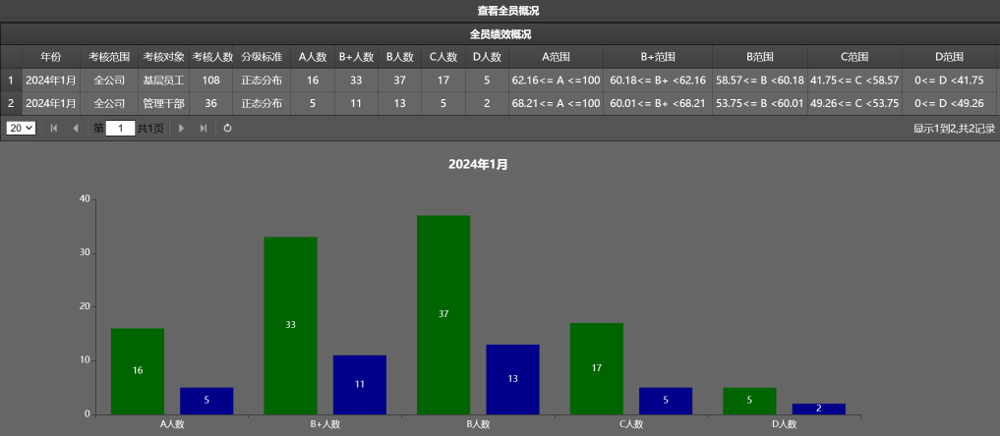 查看全员概况
全员绩效概况
年份 考核范围 考核对象 考核人数 分级标准 A人数 B+人数 B人数 C人数 D人数 A范围 B+范围 B范围 C范围 D范围
1 2024年1月 全公司 基层员工 108 正态分布 16 33 37 17 5 62.16<= A <=100 60.18<= B+ <62.16 58.57<= B <60.18 41.75<= C <58.57 0<= D <41.75
2 2024年1月 全公司 管理干部 36 正态分布 5 11 13 5 2 68.21<= A <=100 60.01<= B+ <68.21 53.75<= B <60.01 49.26<= C <53.75 0<= D <49.26
20 第 1 共1页 显示1到2,共2记录
2024年1月
40
30
20
10
0
16 5 33 11 37 13 17 5 5 2
A人数 B+人数 B人数 C人数 D人数